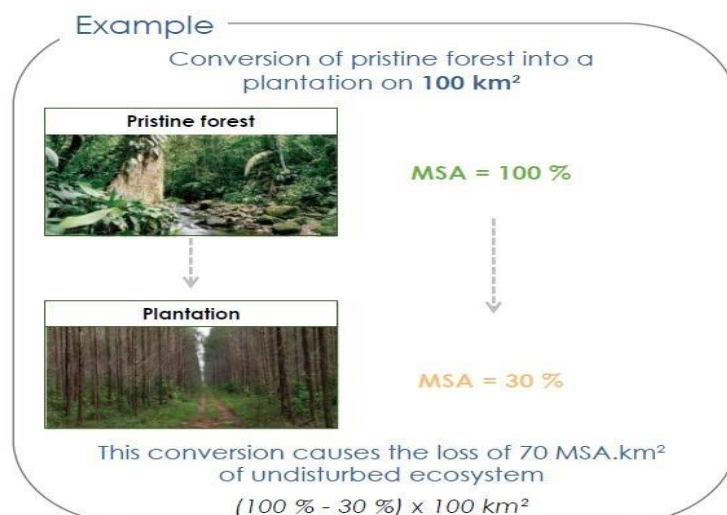 Example
Conversion of pristine forest into a
plantation on 100 km²
Pristine forest
MSA = 100 %
Plantation
MSA = 30 %
This conversion causes the loss of 70 MSA.km²
of undisturbed ecosystem
(100 % - 30 %) x 100 km²